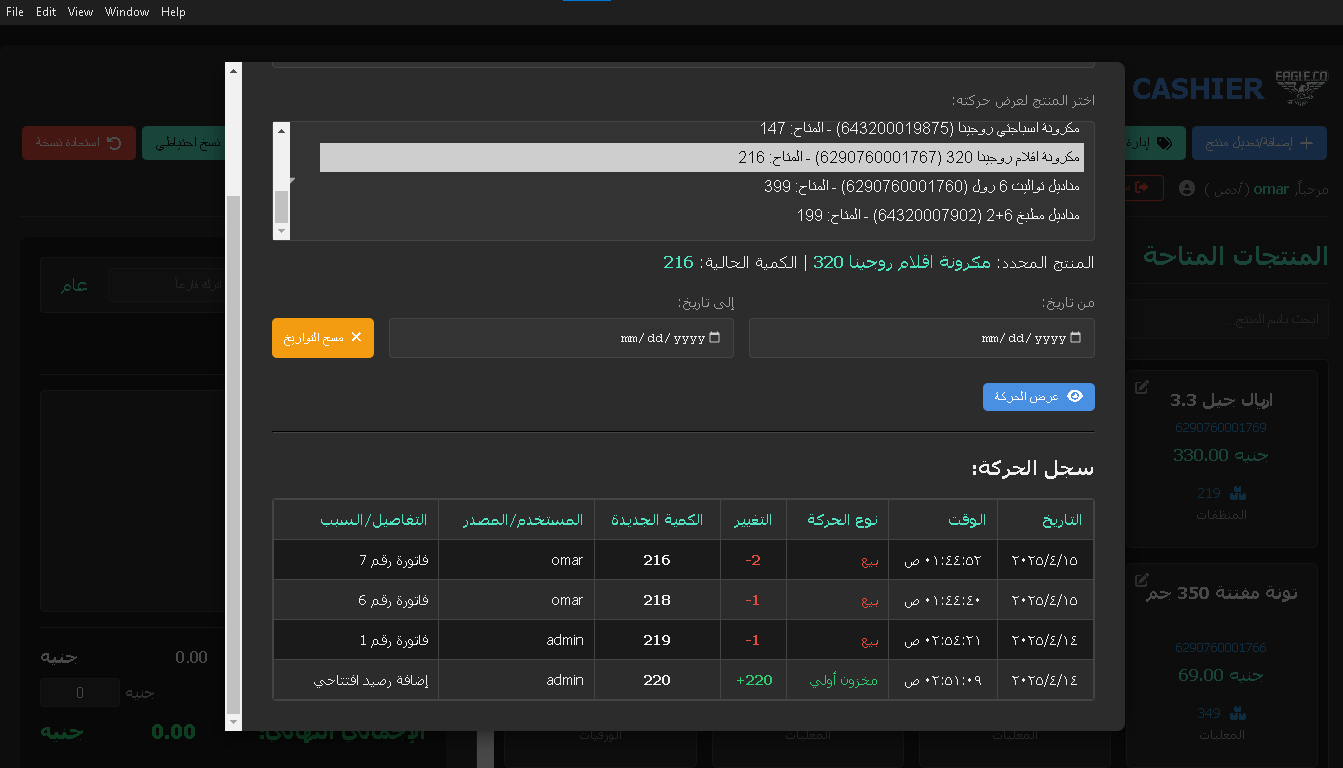 File Edit View Window Help
CASHIER
EAGLE.CO
إضافة/تعديل منتج
نسخ احتياطي
استعادة نسخة
مرحباً, omar (أدمن)
المنتجات المتاحة
ابحث باسم المنتج...
اريال جيل 3.3
6290760001769
330.00 جنيه
219
المنظفات
تونة مفتتة 350 جم
6290760001766
69.00 جنيه
349
المعلبات
اختر المنتج لعرض حركته:
مكرونة اسباجتي روجينا (643200019875) - المتاح: 147
مكرونة اقلام روجينا 320 (6290760001767) - المتاح: 216
مناديل تواليت 6 رول (6290760001760) - المتاح: 399
مناديل مطبخ 6+2 (64320007902) - المتاح: 199
المنتج المحدد: مكرونة اقلام روجينا 320 | الكمية الحالية: 216
من تاريخ:
إلى تاريخ:
mm/dd/yyyy
mm/dd/yyyy
مسح التواريخ
عرض الحركة
سجل الحركة:
التاريخ الوقت نوع الحركة التغيير الكمية الجديدة المستخدم/المصدر التفاصيل/السبب
٢٠٢٥/٤/١٥ ٠١:٤٤:٥٢ ص بيع -2 216 omar فاتورة رقم 7
٢٠٢٥/٤/١٥ ٠١:٤٤:٤٠ ص بيع -1 218 omar فاتورة رقم 6
٢٠٢٥/٤/١٤ ٠٢:٥٤:٢١ ص بيع -1 219 admin فاتورة رقم 1
٢٠٢٥/٤/١٤ ٠٢:٥١:٠٩ ص مخزون أولي +220 220 admin إضافة رصيد افتتاحي
عام
0.00 جنيه
0 جنيه
الإجمالي النهائي: 0.00 جنيه
الورقيات
المعلبات
المعلبات
المعلبات